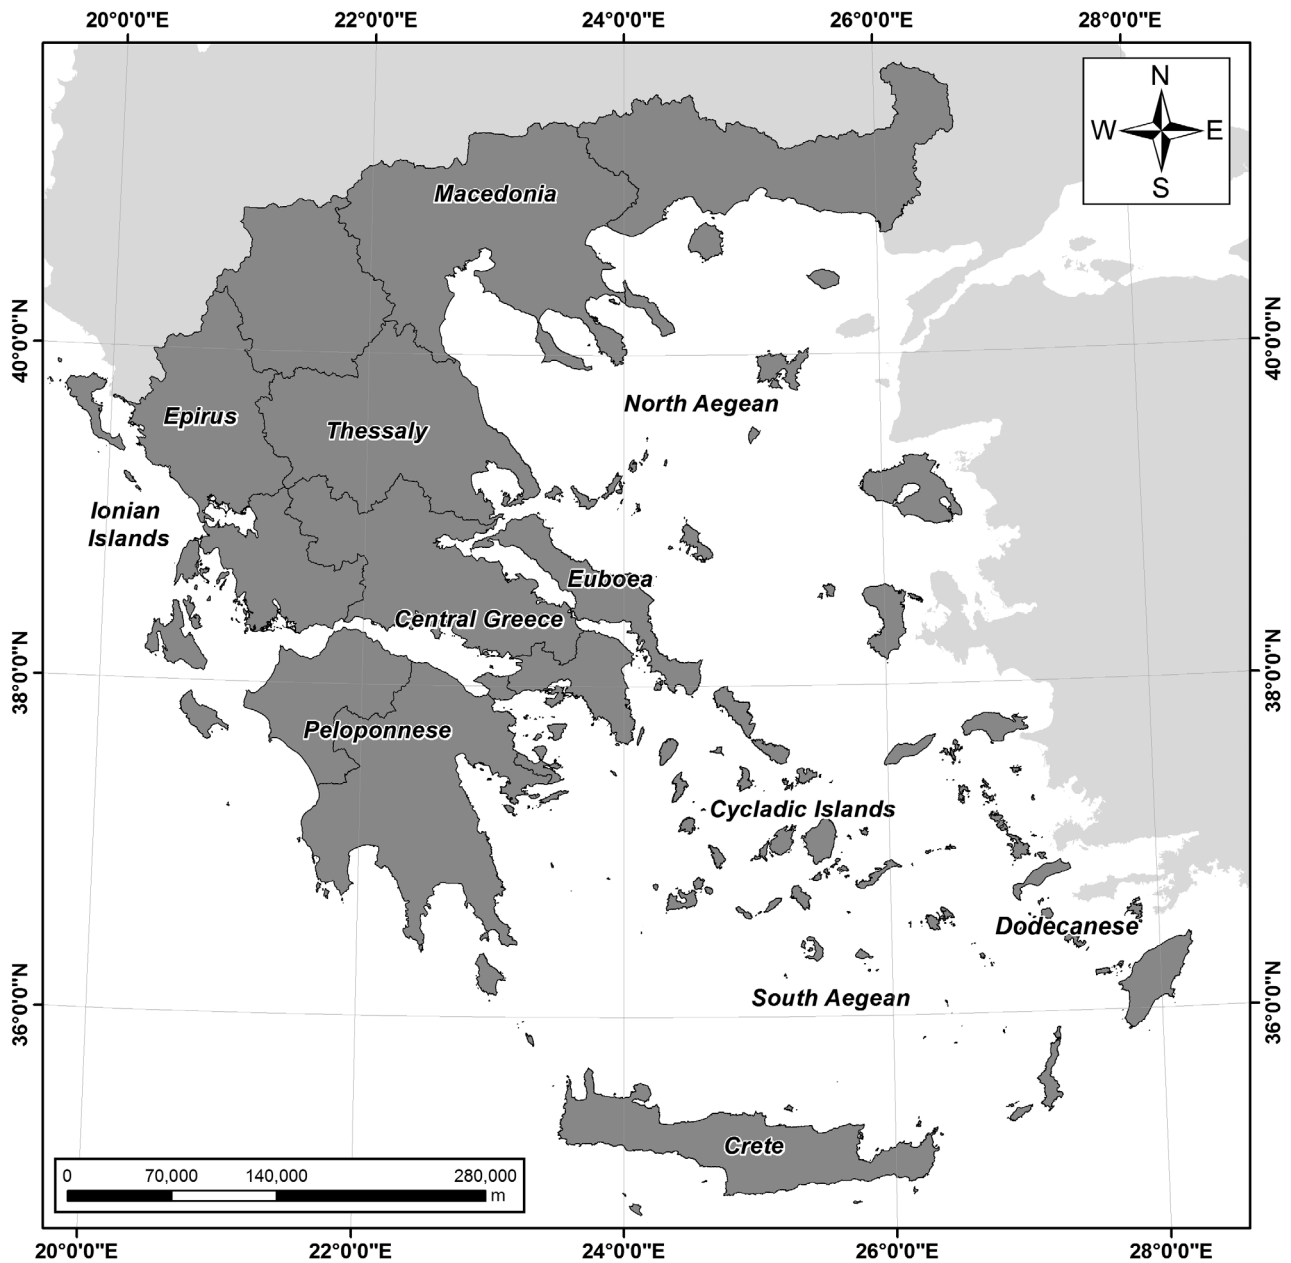 20°0'0"E 22°0'0"E 24°0'0"E 26°0'0"E 28°0'0"E
N
W E
S
Macedonia
40°0'0"N 40°0'0"N
North Aegean
Epirus
Thessaly
Ionian
Islands
Euboea
Central Greece
38°0'0"N 38°0'0"N
Peloponnese
Cycladic Islands
Dodecanese
South Aegean
36°0'0"N 36°0'0"N
Crete
0 70,000 140,000 280,000
m
20°0'0"E 22°0'0"E 24°0'0"E 26°0'0"E 28°0'0"E